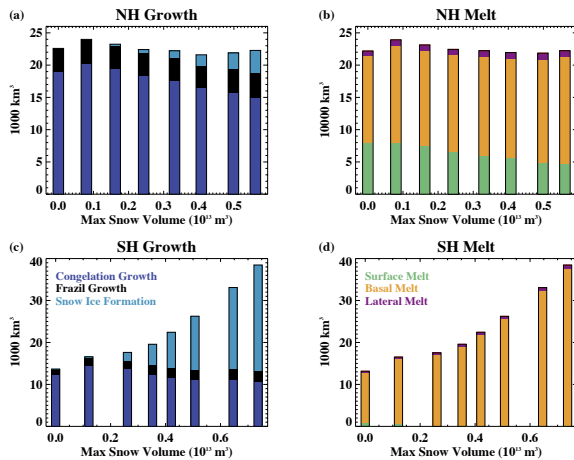 (a) NH Growth
25
20
15
10
5
0
1000 km³
0.0 0.1 0.2 0.3 0.4 0.5
Max Snow Volume (10¹³ m³)
(b) NH Melt
25
20
15
10
5
0
10000 km³
0.0 0.1 0.2 0.3 0.4 0.5
Max Snow Volume (10¹³ m³)
(c) SH Growth
Congelation Growth
Frazil Growth
Snow Ice Formation
40
30
20
10
0
1000 km³
0.0 0.2 0.4 0.6
Max Snow Volume (10¹³ m³)
(d) SH Melt
Surface Melt
Basal Melt
Lateral Melt
40
30
20
10
0
1000 km³
0.0 0.2 0.4 0.6
Max Snow Volume (10¹³ m³)